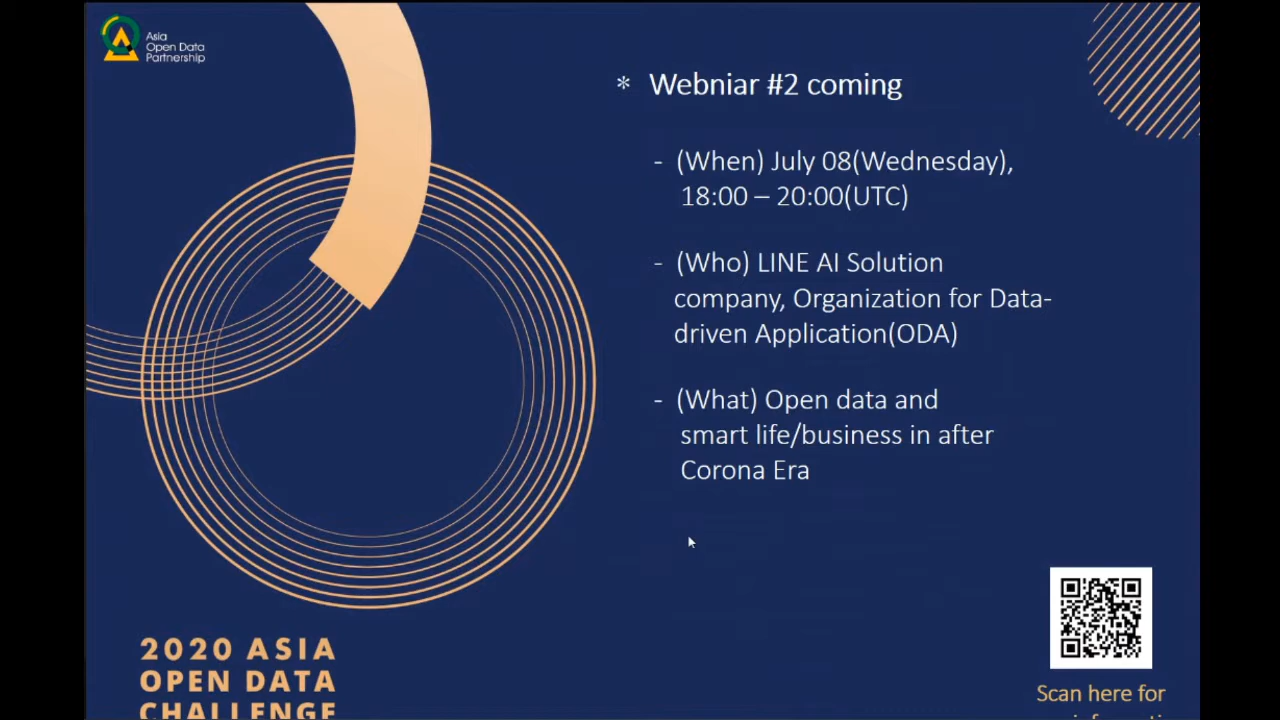 Asia
Open Data
Partnership
* Webniar #2 coming
- (When) July 08(Wednesday),
18:00 – 20:00(UTC)
- (Who) LINE AI Solution
company, Organization for Data-
driven Application(ODA)
- (What) Open data and
smart life/business in after
Corona Era
2020 ASIA
OPEN DATA
CHALLENGE
Scan here for